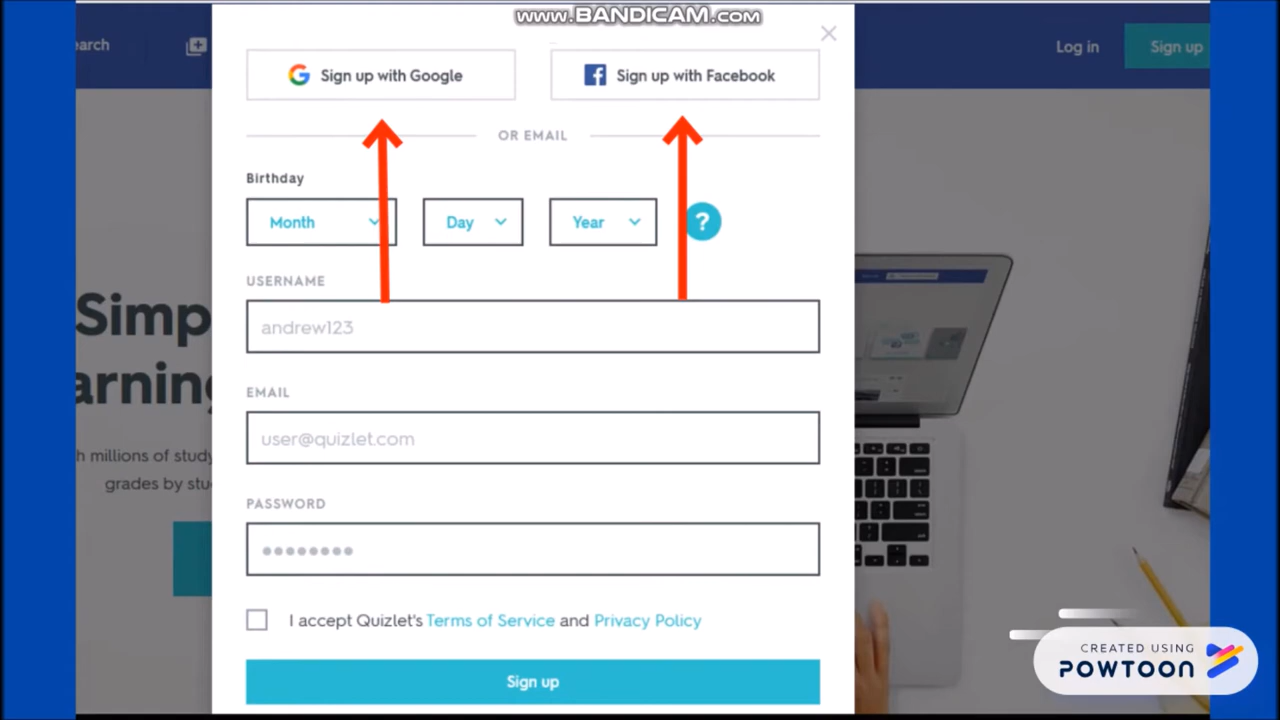 www.BANDICAM.com
earch
Log in
Sign up
Sign up with Google
Sign up with Facebook
OR EMAIL
Birthday
Month
Day
Year
?
USERNAME
andrew123
EMAIL
user@quizlet.com
PASSWORD
I accept Quizlet's Terms of Service and Privacy Policy
Sign up
Simp
arning
h millions of study
grades by stu
CREATED USING
POWTOON